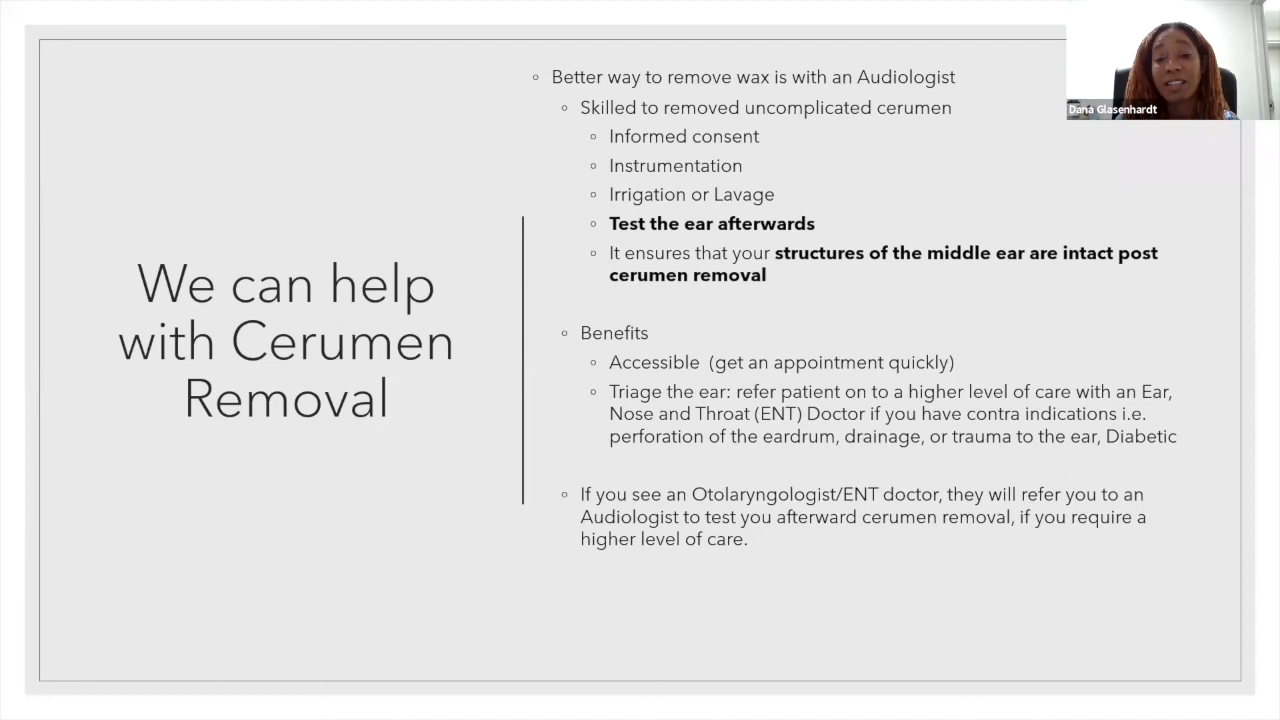 We can help
with Cerumen
Removal
Better way to remove wax is with an Audiologist
Skilled to removed uncomplicated cerumen
Informed consent
Instrumentation
Irrigation or Lavage
Test the ear afterwards
It ensures that your structures of the middle ear are intact post
cerumen removal
Benefits
Accessible (get an appointment quickly)
Triage the ear: refer patient on to a higher level of care with an Ear,
Nose and Throat (ENT) Doctor if you have contra indications i.e.
perforation of the eardrum, drainage, or trauma to the ear, Diabetic
If you see an Otolaryngologist/ENT doctor, they will refer you to an
Audiologist to test you afterward cerumen removal, if you require a
higher level of care.
Dana Glasenhardt